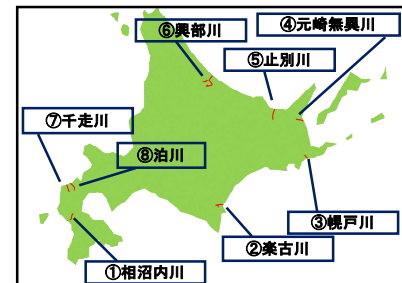 ④元崎無異川
⑥興部川
⑤止別川
⑦千走川
⑧泊川
③幌戸川
②楽古川
①相沼内川